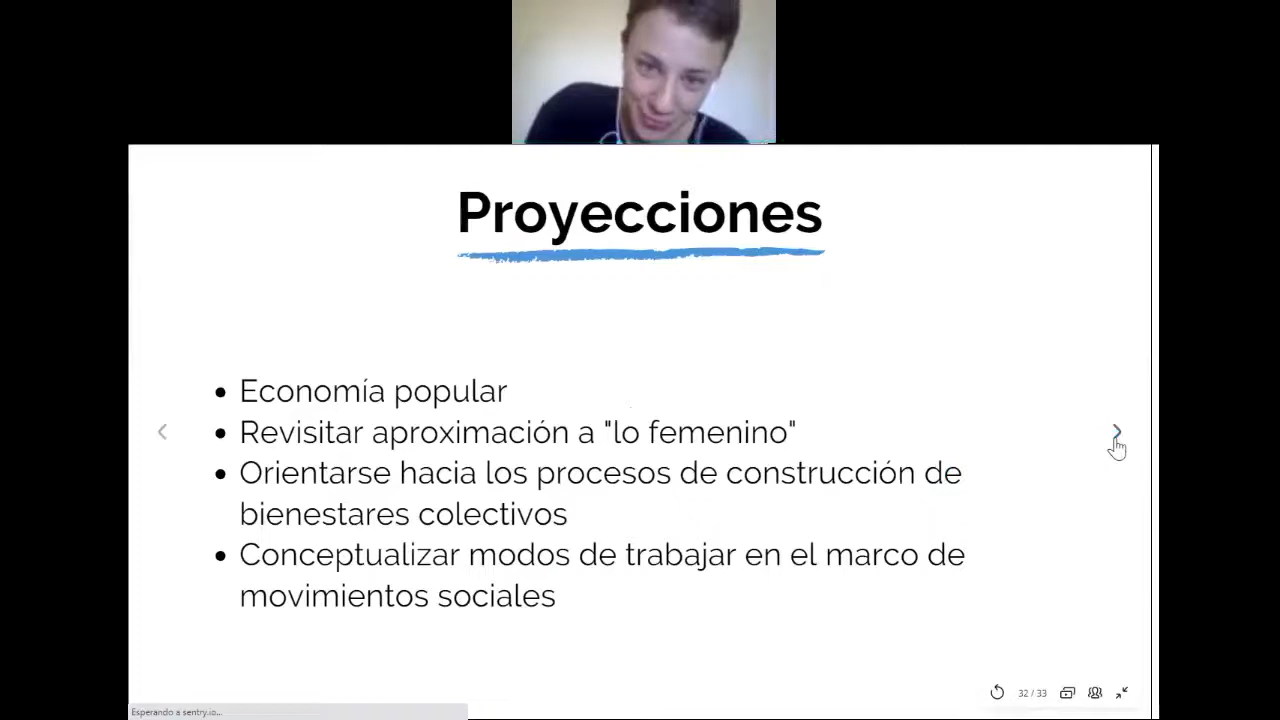 Proyecciones
• Economía popular
• Revisitar aproximación a "lo femenino"
• Orientarse hacia los procesos de construcción de
bienestares colectivos
• Conceptualizar modos de trabajar en el marco de
movimientos sociales
32 / 33
Esperando a sentry.io...